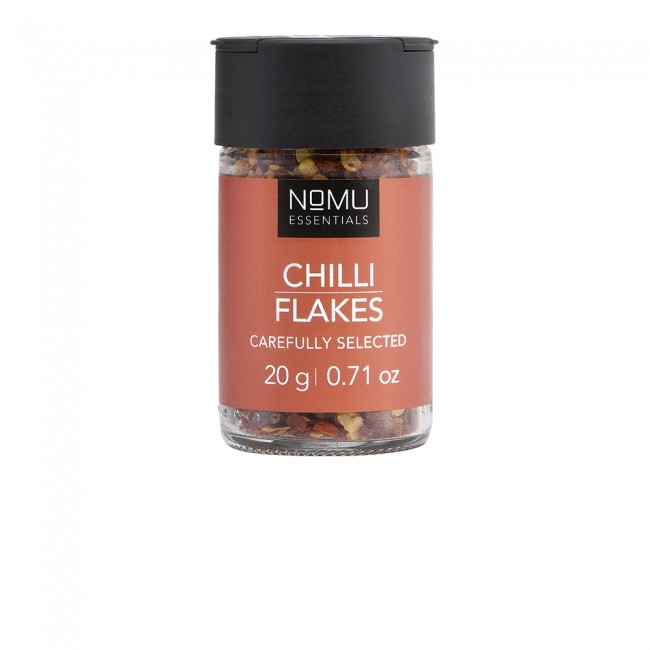 NOMU
ESSENTIALS
CHILLI
FLAKES
CAREFULLY SELECTED
20 g | 0.71 oz